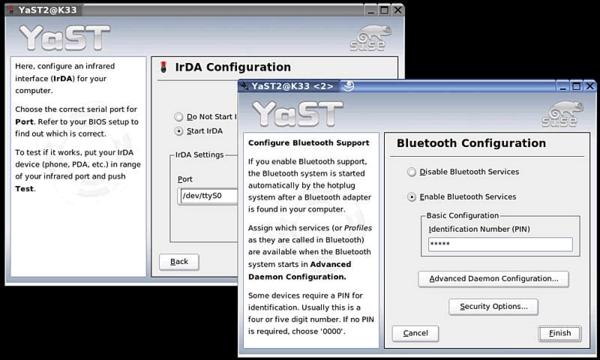 YaST2@K33
YaST
suse
Here, configure an infrared
interface (IrDA) for your
computer.
Choose the correct serial port for
Port. Refer to your BIOS setup to
find out which is correct.
To test if it works, put your IrDA
device (phone, PDA, etc.) in range
of your infrared port and push
Test.
IrDA Configuration
Do Not Start I
Start IrDA
IrDA Settings
Port
/dev/ttyS0
Back
YaST2@K33 <2>
YaST
suse
Configure Bluetooth Support
If you enable Bluetooth support,
the Bluetooth system is started
automatically by the hotplug
system after a Bluetooth adapter
is found in your computer.
Assign which services (or Profiles
as they are called in Bluetooth)
are available when the Bluetooth
system starts in Advanced
Daemon Configuration.
Some devices require a PIN for
identification. Usually this is a
four or five digit number. If no PIN
is required, choose '0000'.
Bluetooth Configuration
Disable Bluetooth Services
Enable Bluetooth Services
Basic Configuration
Identification Number (PIN)
*****
Advanced Daemon Configuration...
Security Options...
Cancel
Finish